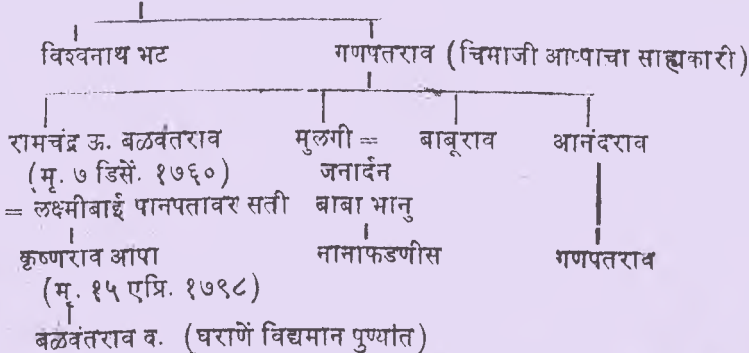 विश्वनाथ भट गणपतराव (चिमाजी आप्पाचा साह्यकारी)
रामचंद्र ऊ. बळवंतराव मुलगी = बाबूराव आनंदराव
(मृ. ७ डिसें. १७६०) जनार्दन
= लक्ष्मीबाई पानपतावर सती बाबा भानु
कृष्णराव आपा नानाफडणीस गणपतराव
(मृ. १५ एप्रि. १७९८)
बळवंतराव व. (घराणें विद्यमान पुण्यांत)